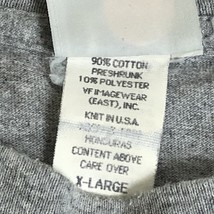 90% COTTON
PRESHRUNK
10% POLYESTER
VF IMAGEWEAR
(EAST), INC.
KNIT IN U.S.A.
HONDURAS
CONTENT ABOVE
CARE OVER
X-LARGE